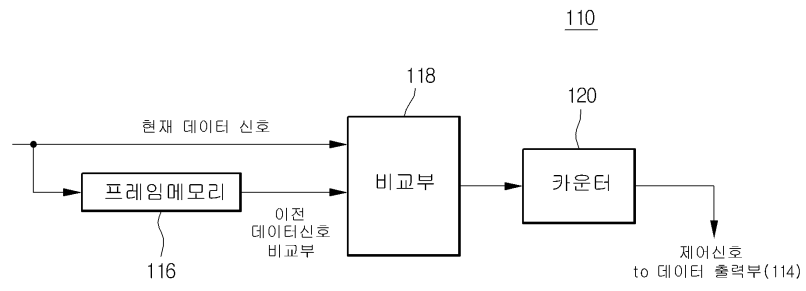 110
118
현재 데이터 신호
120
비교부
카운터
프레임메모리
이전
데이터신호
비교부
116
제어신호
to 데이터 출력부(114)